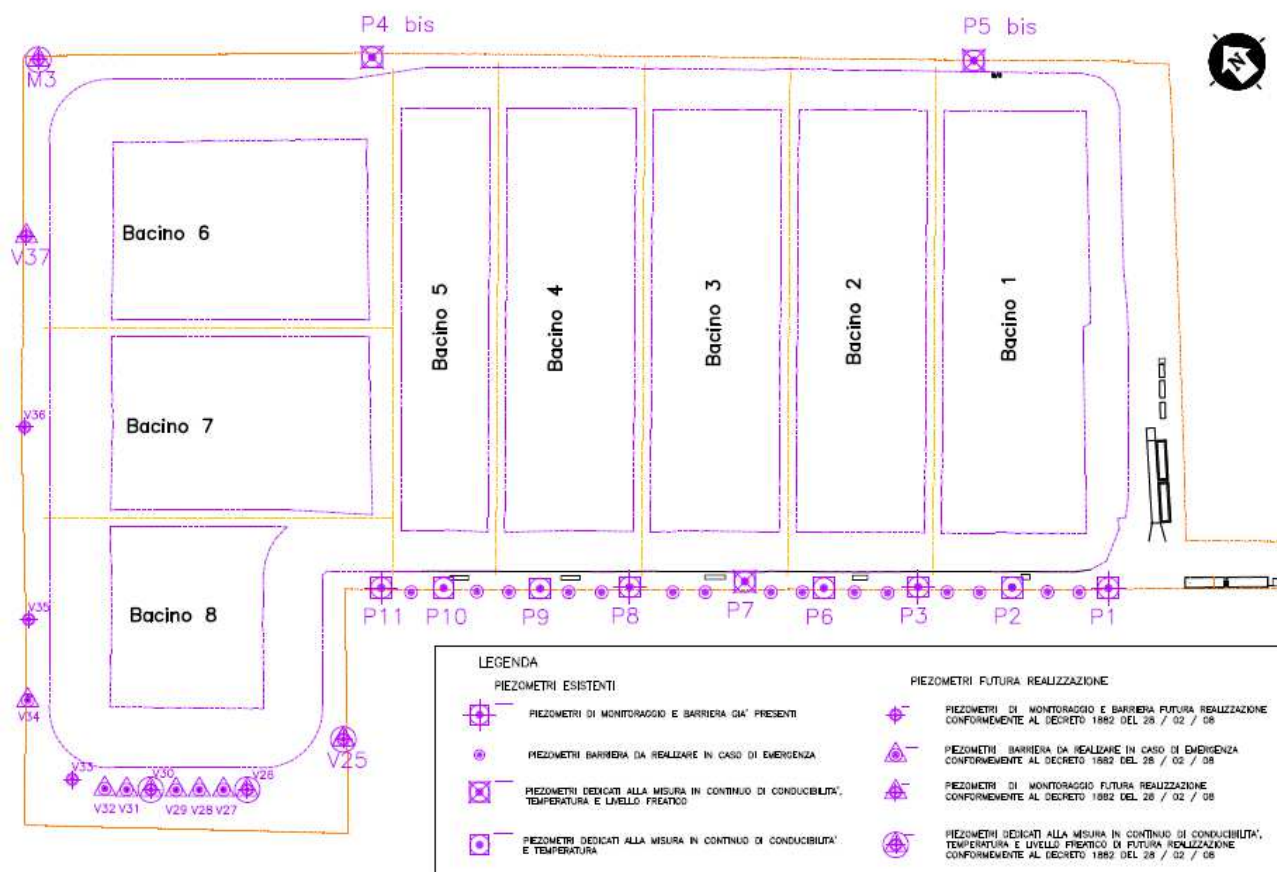 P4 bis
P5 bis
N
M3
Bacino 6
V37
Bacino 5
Bacino 4
Bacino 3
Bacino 2
Bacino 1
V36
Bacino 7
V35
Bacino 8
P11 P10 P9 P8 P7 P6 P3 P2 P1
V34
V25
V33
V30
V26
V32 V31 V29 V28 V27
LEGENDA
PIEZOMETRI ESISTENTI
PIEZOMETRI DI MONITORAGGIO E BARRIERA GIA' PRESENTI
PIEZOMETRI BARRIERA DA REALIZARE IN CASO DI EMERGENZA
PIEZOMETRI DEDICATI ALLA MISURA IN CONTINUO DI CONDUCIBILITA',
TEMPERATURA E LIVELLO FREATICO
PIEZOMETRI DEDICATI ALLA MISURA IN CONTINUO DI CONDUCIBILITA'
E TEMPERATURA
PIEZOMETRI FUTURA REALIZZAZIONE
PIEZOMETRI DI MONITORAGGIO E BARRIERA FUTURA REALIZZAZIONE
CONFORMEMENTE AL DECRETO 1882 DEL 28 / 02 / 08
PIEZOMETRI BARRIERA DA REALIZARE IN CASO DI EMERGENZA
CONFORMEMENTE AL DECRETO 1882 DEL 28 / 02 / 08
PIEZOMETRI DI MONITORAGGIO FUTURA REALIZZAZIONE
CONFORMEMENTE AL DECRETO 1882 DEL 28 / 02 / 08
PIEZOMETRI DEDICATI ALLA MISURA IN CONTINUO DI CONDUCIBILITA',
TEMPERATURA E LIVELLO FREATICO DI FUTURA REALIZZAZIONE
CONFORMEMENTE AL DECRETO 1882 DEL 28 / 02 / 08